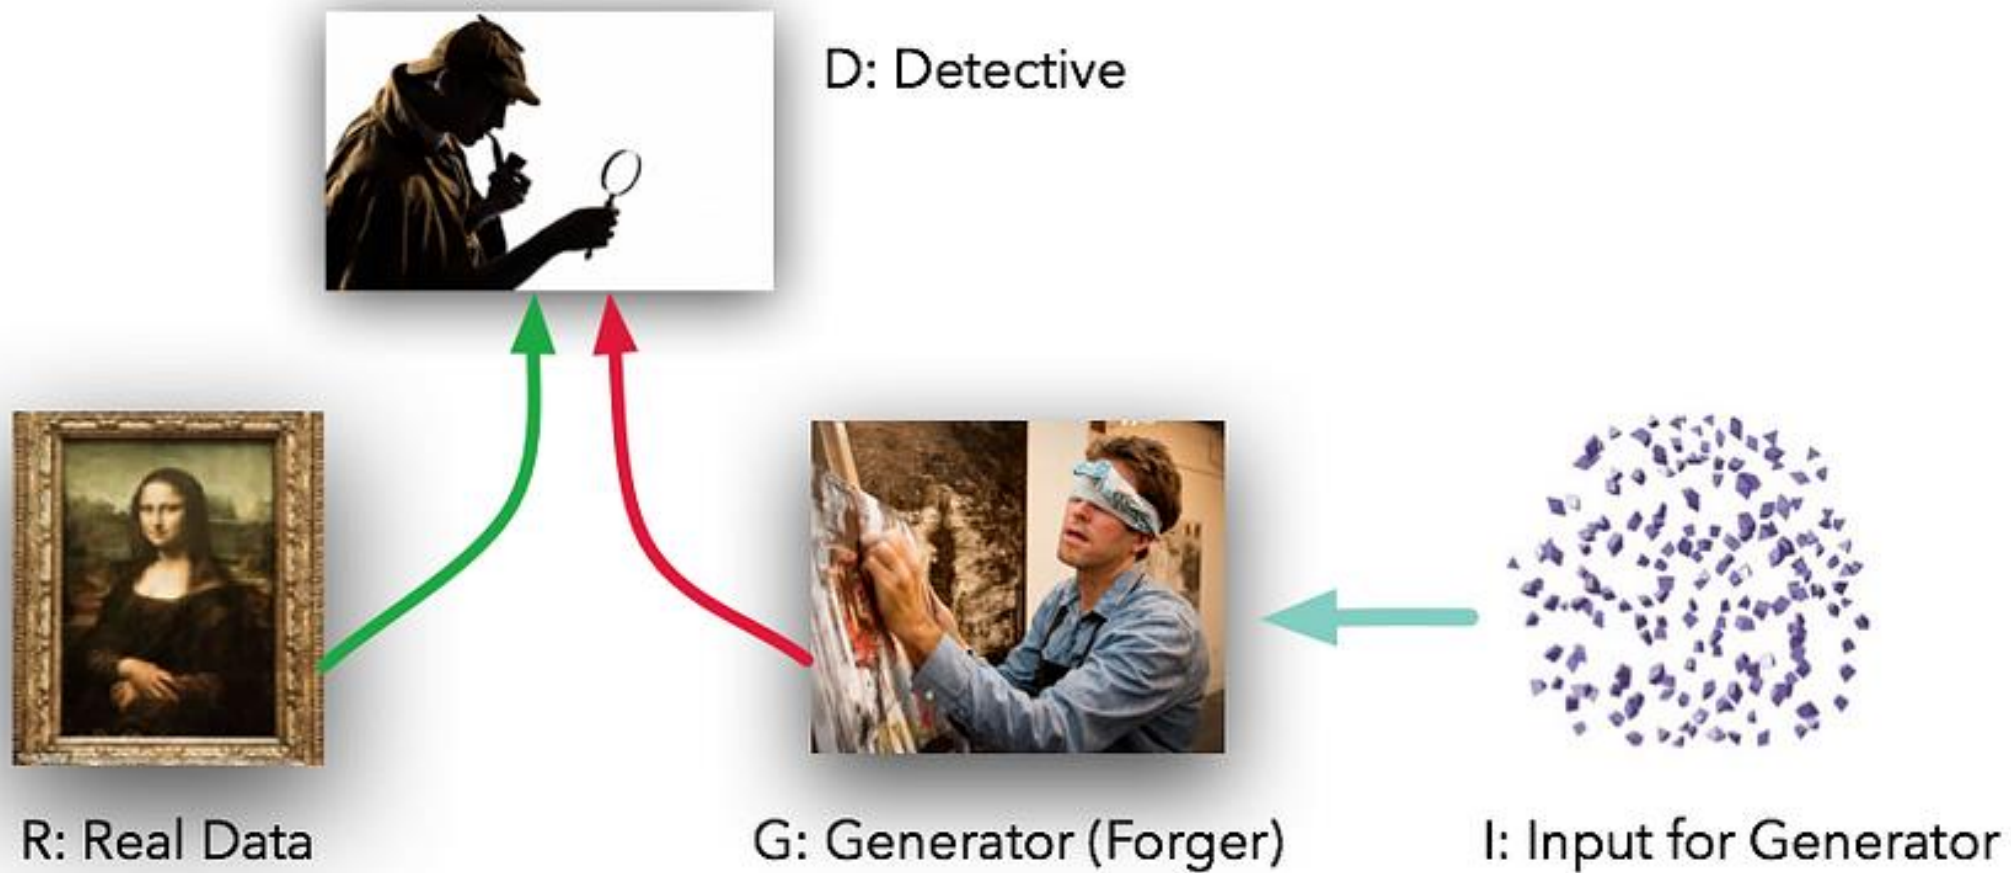 D: Detective
R: Real Data
G: Generator (Forger)
I: Input for Generator